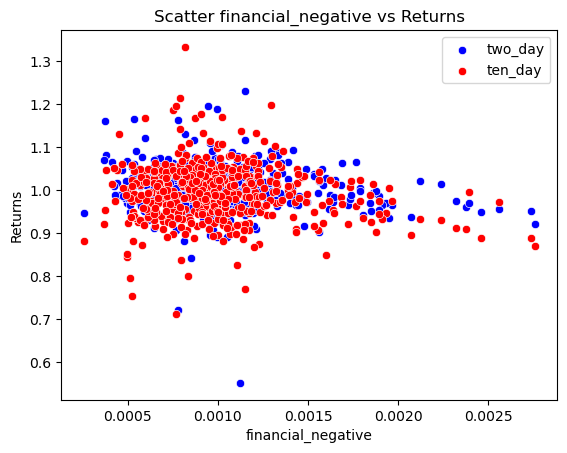 Scatter financial_negative vs Returns
two_day
ten_day
Returns
1.3
1.2
1.1
1.0
0.9
0.8
0.7
0.6
0.0005
0.0010
0.0015
0.0020
0.0025
financial_negative